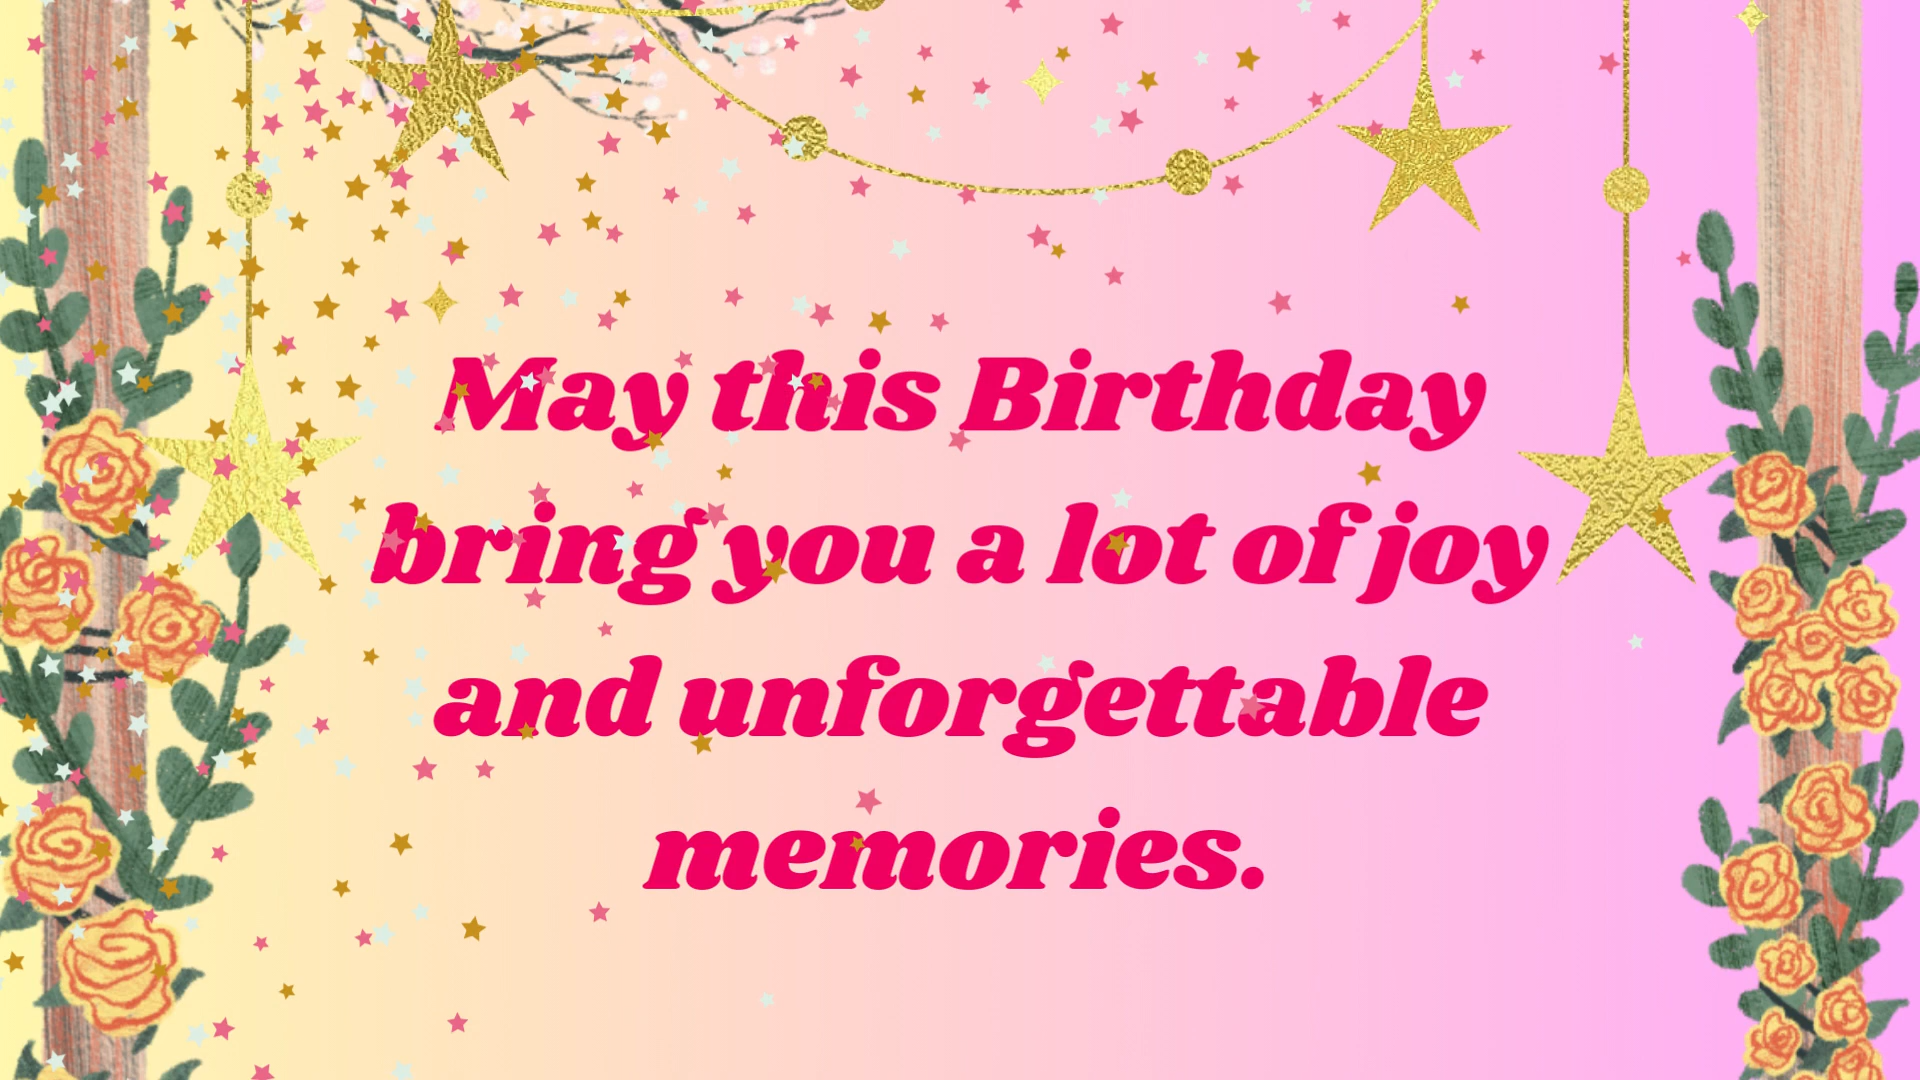 May this Birthday
bring you a lot of joy
and unforgettable
memories.